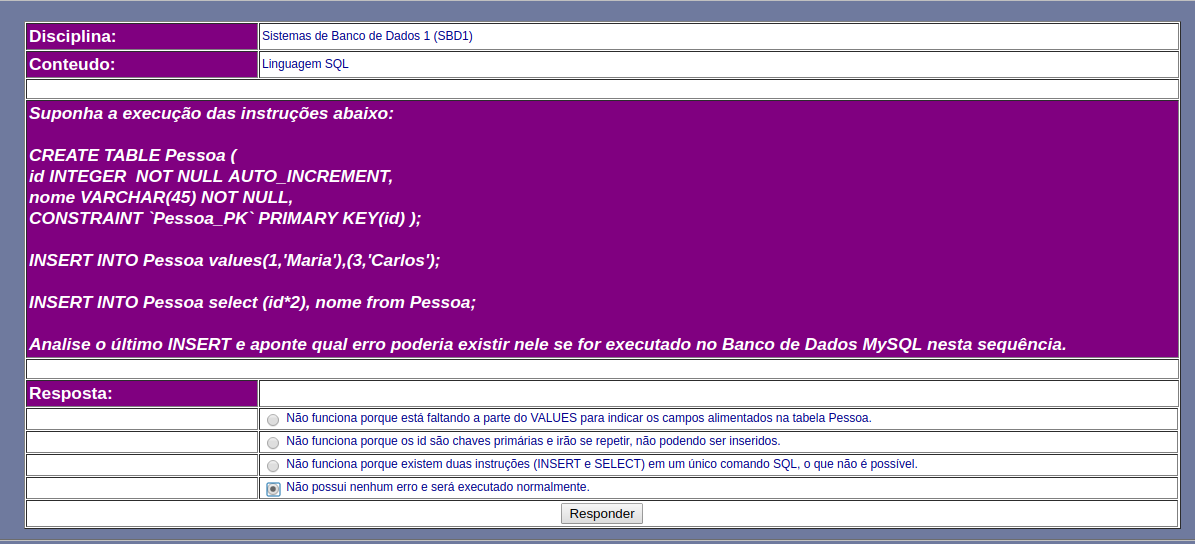 Disciplina: Sistemas de Banco de Dados 1 (SBD1)
Conteudo: Linguagem SQL
Suponha a execução das instruções abaixo:
CREATE TABLE Pessoa (
id INTEGER  NOT NULL AUTO_INCREMENT,
nome VARCHAR(45) NOT NULL,
CONSTRAINT `Pessoa_PK` PRIMARY KEY(id) );
INSERT INTO Pessoa values(1,'Maria'),(3,'Carlos');
INSERT INTO Pessoa select (id*2), nome from Pessoa;
Analise o último INSERT e aponte qual erro poderia existir nele se for executado no Banco de Dados MySQL nesta sequência.
Resposta:
Não funciona porque está faltando a parte do VALUES para indicar os campos alimentados na tabela Pessoa.
Não funciona porque os id são chaves primárias e irão se repetir, não podendo ser inseridos.
Não funciona porque existem duas instruções (INSERT e SELECT) em um único comando SQL, o que não é possível.
Não possui nenhum erro e será executado normalmente.
Responder